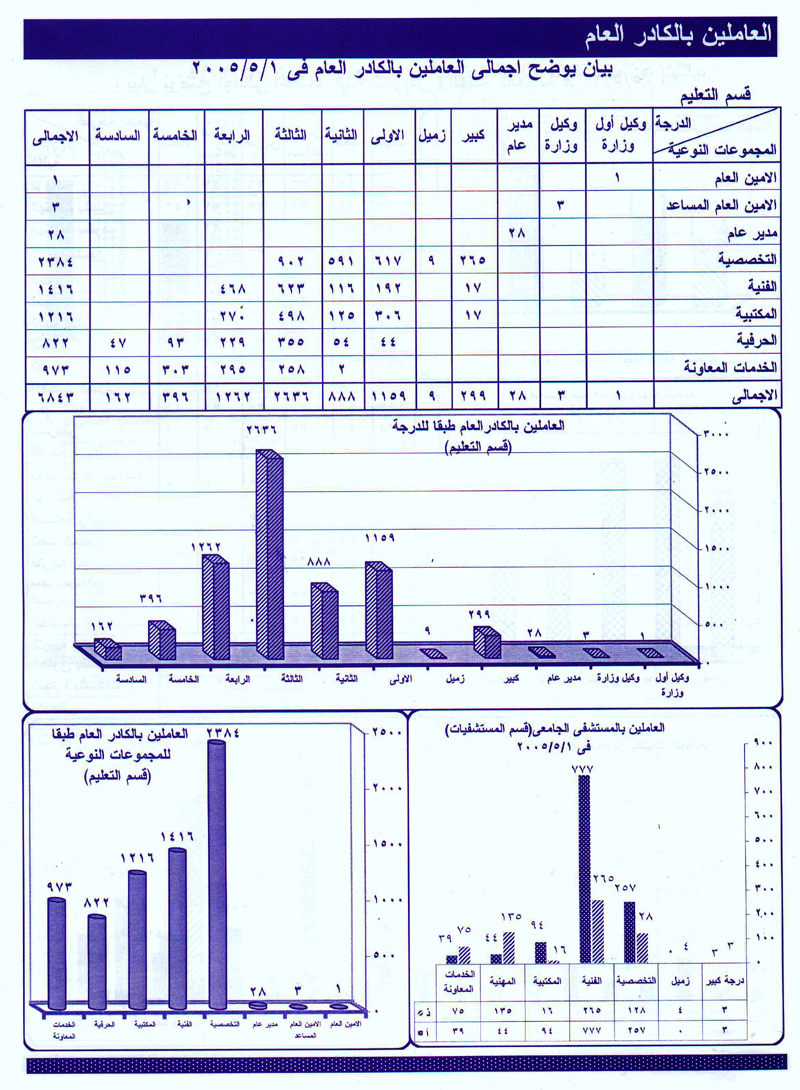 العاملين بالكادر العام
بيان يوضح اجمالى العاملين بالكادر العام فى ٢٠٠٥/٥/١
قسم التعليم
الدرجة المجموعات النوعية | وكيل أول وزارة | وكيل وزارة | مدير عام | كبير | زميل | الاولى | الثانية | الثالثة | الرابعة | الخامسة | السادسة | الاجمالى
الامين العام | ١ | | | | | | | | | | | ١
الامين العام المساعد | | ٣ | | | | | | | | | | ٣
مدير عام | | | ٢٨ | | | | | | | | | ٢٨
التخصصية | | | | ٢٦٥ | ٩ | ٦١٧ | ٥٩١ | ٩٠٢ | | | | ٢٣٨٤
الفنية | | | | ١٧ | | ١٩٢ | ١١٦ | ٦٢٣ | ٤٦٨ | | | ١٤١٦
المكتبية | | | | ١٧ | | ٣٠٦ | ١٢٥ | ٤٩٨ | ٢٧٠ | | | ١٢١٦
الحرفية | | | | | | ٤٤ | ٥٤ | ٣٥٥ | ٢٢٩ | ٩٣ | ٤٧ | ٨٢٢
الخدمات المعاونة | | | | | | | ٢ | ٢٥٨ | ٢٩٥ | ٣٠٣ | ١١٥ | ٩٧٣
الاجمالى | ١ | ٣ | ٢٨ | ٢٩٩ | ٩ | ١١٥٩ | ٨٨٨ | ٢٦٣٦ | ١٢٦٢ | ٣٩٦ | ١٦٢ | ٦٨٤٣
العاملين بالكادرالعام طبقا للدرجة
(قسم التعليم)
٣٠٠٠
٢٥٠٠
٢٠٠٠
١٥٠٠
١٠٠٠
٥٠٠
٠
١ ٣ ٢٨ ٢٩٩ ٩ ١١٥٩ ٨٨٨ ٢٦٣٦ ١٢٦٢ ٣٩٦ ١٦٢
وكيل أول وزارة | وكيل وزارة | مدير عام | كبير | زميل | الاولى | الثانية | الثالثة | الرابعة | الخامسة | السادسة
العاملين بالمستشفى الجامعى(قسم المستشفيات)
فى ٢٠٠٥/٥/١
٩٠٠
٨٠٠
٧٠٠
٦٠٠
٥٠٠
٤٠٠
٣٠٠
٢٠٠
١٠٠
٠
٣ ٣ ٤ ٠ ٢٨ ٢٥٧ ٢٦٥ ٧٧٧ ١٦ ٩٤ ١٣٥ ٤٤ ٧٥ ٣٩
درجة كبير | زميل | التخصصية | الفنية | المكتبية | المهنية | الخدمات المعاونة
٣ | ٤ | ١٢٨ | ٢٦٥ | ١٦ | ١٣٥ | ٧٥ | ذ
٣ | ٠ | ٢٥٧ | ٧٧٧ | ٩٤ | ٤٤ | ٣٩ | أ
العاملين بالكادر العام طبقا
للمجموعات النوعية
(قسم التعليم)
٢٥٠٠
٢٠٠٠
١٥٠٠
١٠٠٠
٥٠٠
٠
١ ٣ ٢٨ ٢٣٨٤ ١٤١٦ ١٢١٦ ٨٢٢ ٩٧٣
الامين العام | الامين العام المساعد | مدير عام | التخصصية | الفنية | المكتبية | الحرفية | الخدمات المعاونة